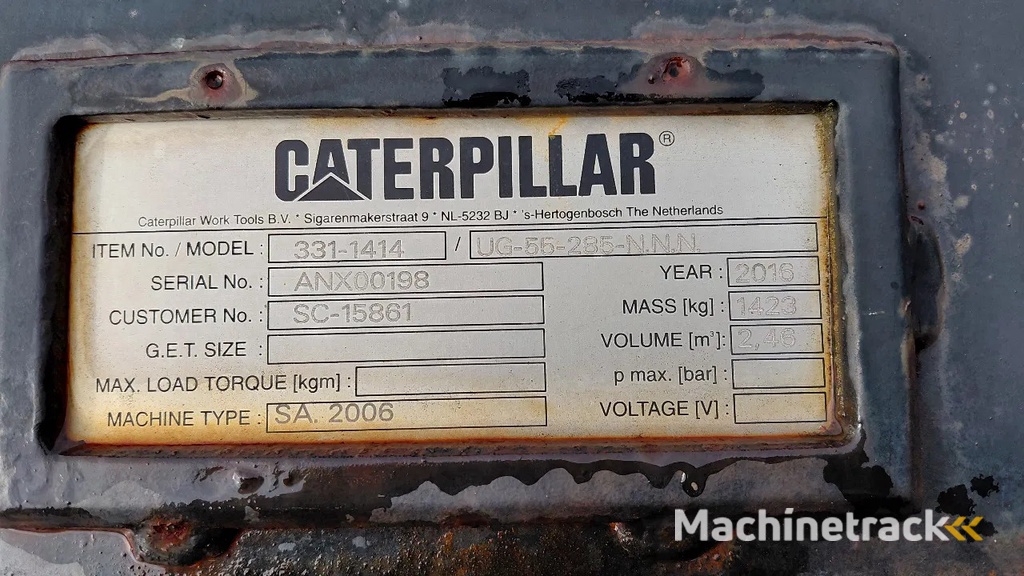 CATERPILLAR®
Caterpillar Work Tools B.V. * Sigarenmakerstraat 9 * NL-5232 BJ * 's-Hertogenbosch The Netherlands
ITEM No. / MODEL : 331-1414 / UG-55-285-N.N.N.
SERIAL No. : ANX00198 YEAR : 2016
CUSTOMER No. : SC-15861 MASS [kg] : 1423
G.E.T. SIZE : VOLUME [m³]: 2,46
MAX. LOAD TORQUE [kgm] : p max. [bar] :
MACHINE TYPE : SA. 2006 VOLTAGE [V] :
Machinetrack